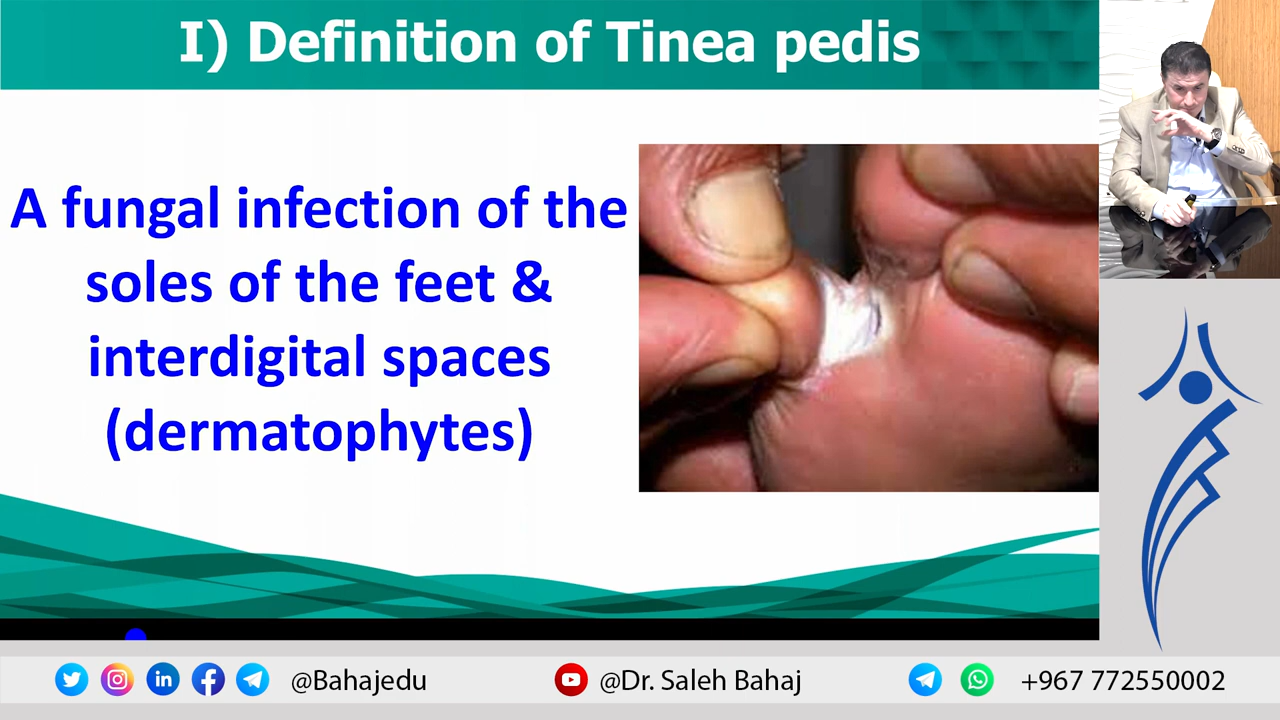 I) Definition of Tinea pedis
A fungal infection of the
soles of the feet &
interdigital spaces
(dermatophytes)
@Bahajedu
@Dr. Saleh Bahaj
+967 772550002